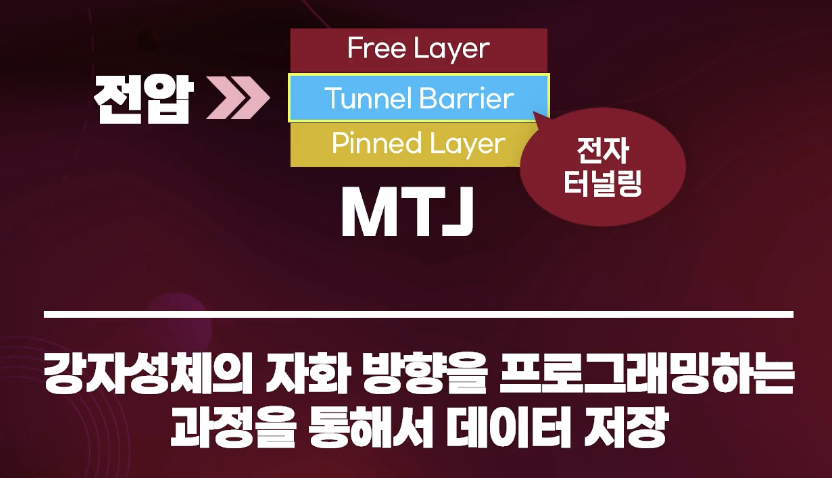 Free Layer
전압
Tunnel Barrier
Pinned Layer
전자
터널링
MTJ
강자성체의 자화 방향을 프로그래밍하는
과정을 통해서 데이터 저장